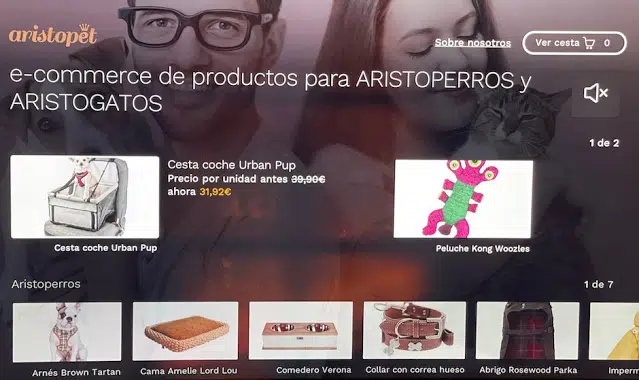 aristopet
Sobre nosotros
Ver cesta 0
e-commerce de productos para ARISTOPERROS y
ARISTOGATOS
1 de 2
Cesta coche Urban Pup
Precio por unidad antes 39,90€
ahora 31,92€
Cesta coche Urban Pup
Peluche Kong Woozles
Aristoperros
1 de 7
Arnés Brown Tartan
Cama Amelie Lord Lou
Comedero Verona
Collar con correa hueso
Abrigo Rosewood Parka